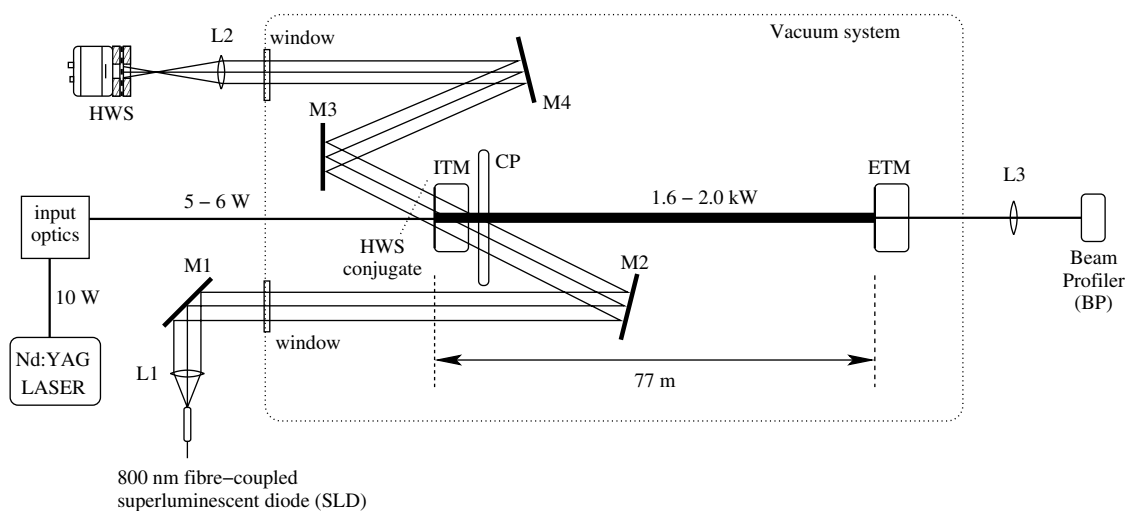 Vacuum system
L2
window
HWS
M4
M3
ITM
CP
ETM
L3
5 − 6 W
1.6 − 2.0 kW
input
optics
HWS
conjugate
M2
Beam
Profiler
(BP)
M1
10 W
window
Nd:YAG
LASER
L1
77 m
800 nm fibre−coupled
superluminescent diode (SLD)